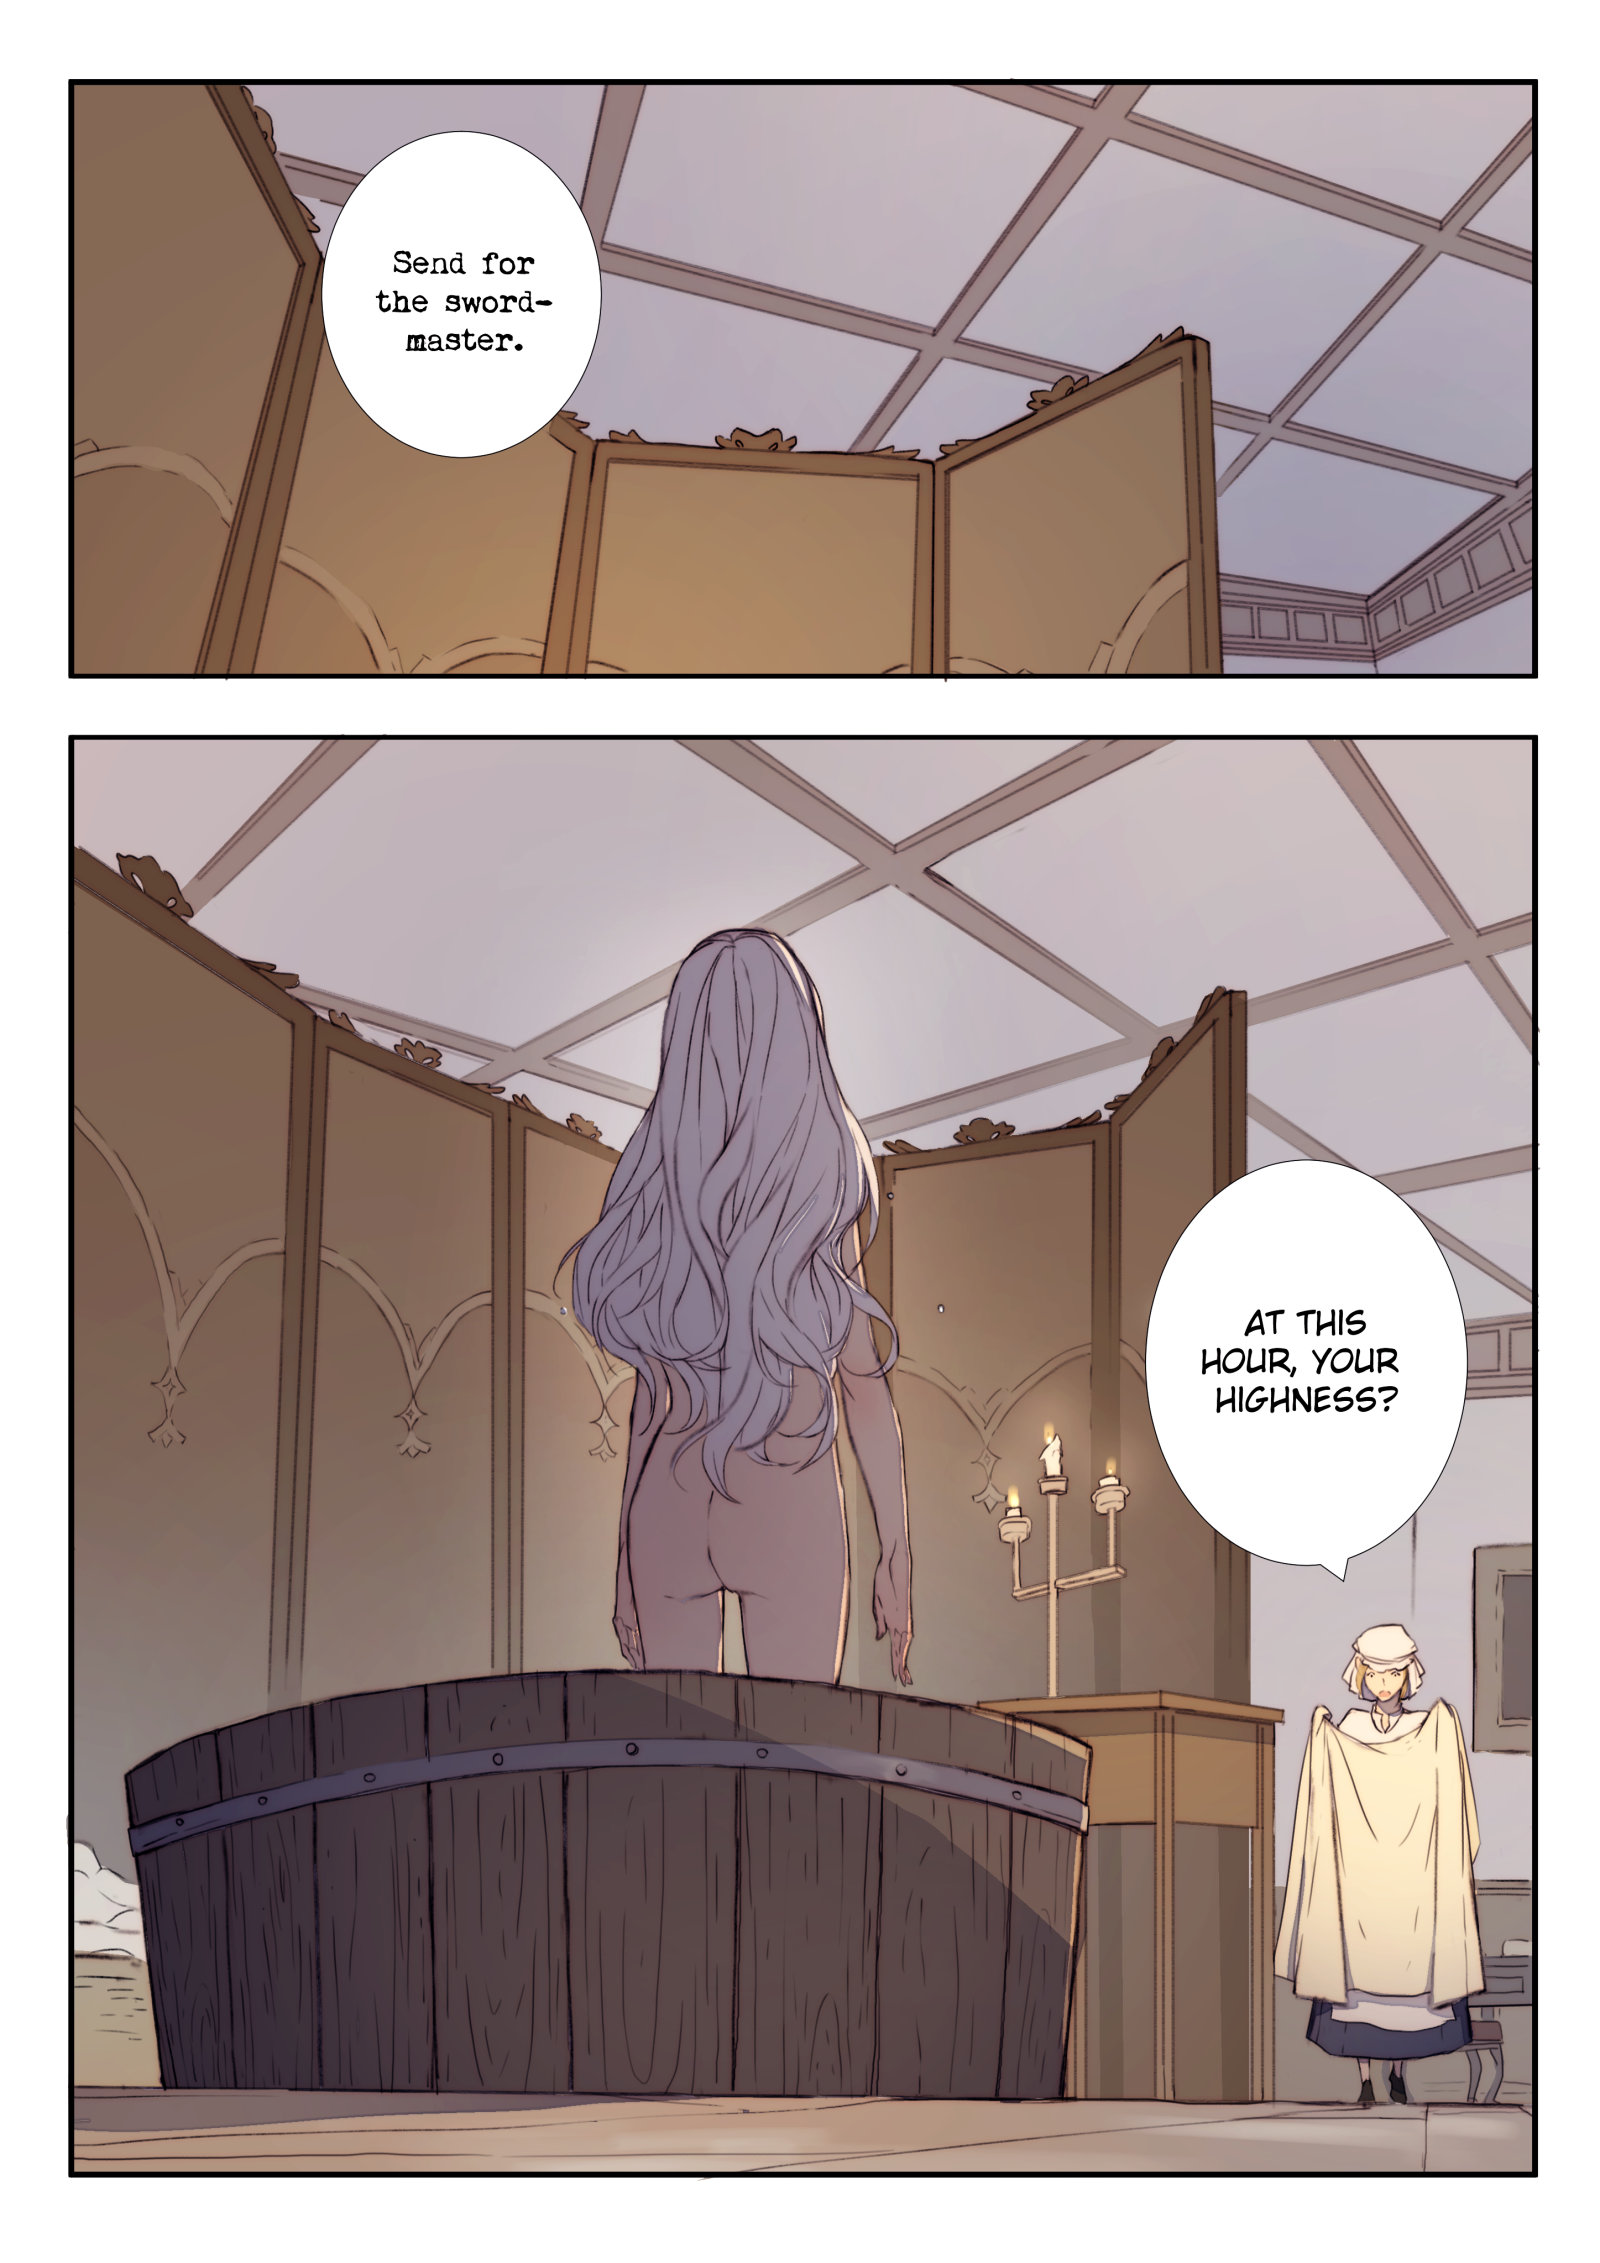 Send for
the sword-
master.
AT THIS
HOUR, YOUR
HIGHNESS?